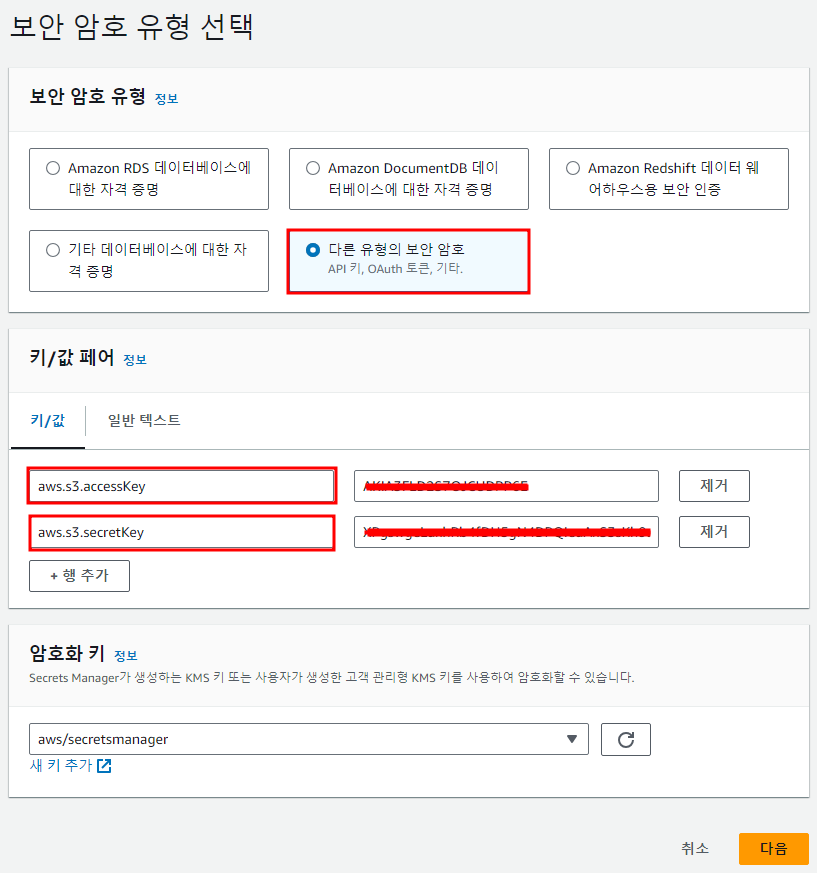 보안 암호 유형 선택
보안 암호 유형 정보
Amazon RDS 데이터베이스에
대한 자격 증명
Amazon DocumentDB 데이
터베이스에 대한 자격 증명
Amazon Redshift 데이터 웨
어하우스용 보안 인증
기타 데이터베이스에 대한 자
격 증명
다른 유형의 보안 암호
API 키, OAuth 토큰, 기타.
키/값 페어 정보
키/값
일반 텍스트
aws.s3.accessKey
제거
aws.s3.secretKey
제거
+ 행 추가
암호화 키 정보
Secrets Manager가 생성하는 KMS 키 또는 사용자가 생성한 고객 관리형 KMS 키를 사용하여 암호화할 수 있습니다.
aws/secretsmanager
새 키 추가
취소
다음